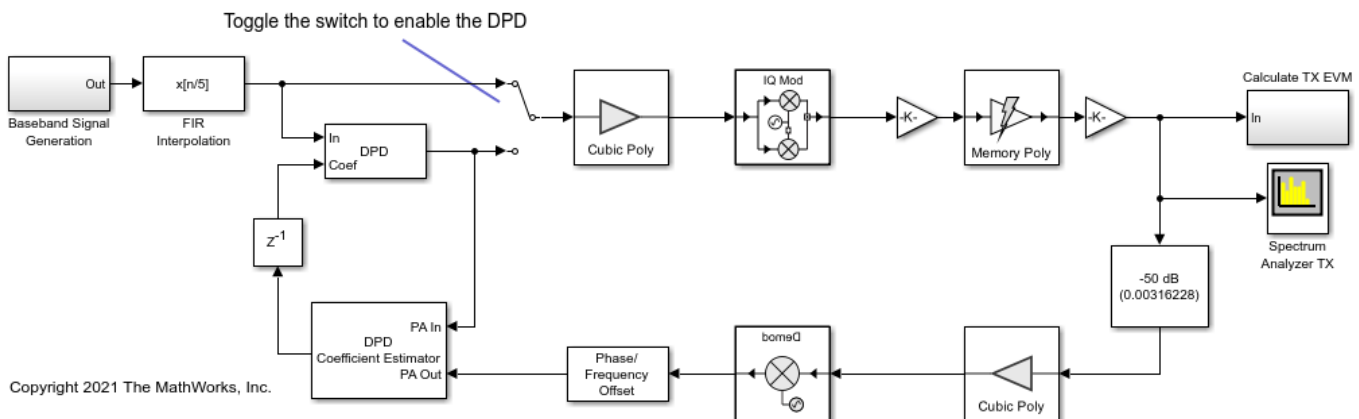 Toggle the switch to enable the DPD
Out
Baseband Signal
Generation
x[n/5]
FIR
Interpolation
In
Coef
DPD
Cubic Poly
IQ Mod
-K-
Memory Poly
-K-
Calculate TX EVM
In
Spectrum
Analyzer TX
Z-1
-50 dB
(0.00316228)
PA In
DPD
Coefficient Estimator
PA Out
Phase/
Frequency
Offset
Demod
Cubic Poly
Copyright 2021 The MathWorks, Inc.